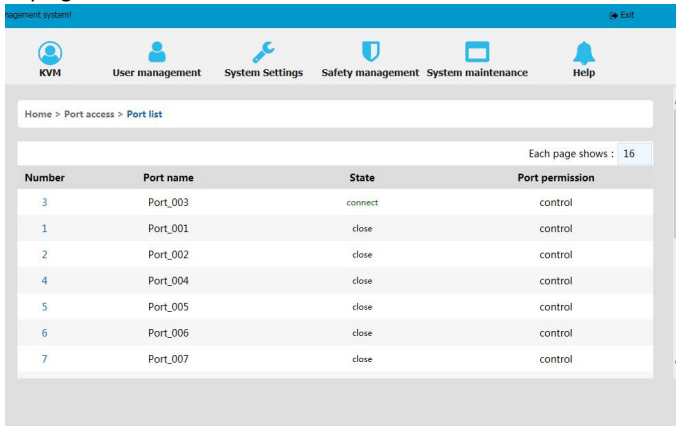 nagement system! Exit
KVM User management System Settings Safety management System maintenance Help
Home > Port access > Port list
Each page shows : 16
Number Port name State Port permission
3 Port_003 connect control
1 Port_001 close control
2 Port_002 close control
4 Port_004 close control
5 Port_005 close control
6 Port_006 close control
7 Port_007 close control